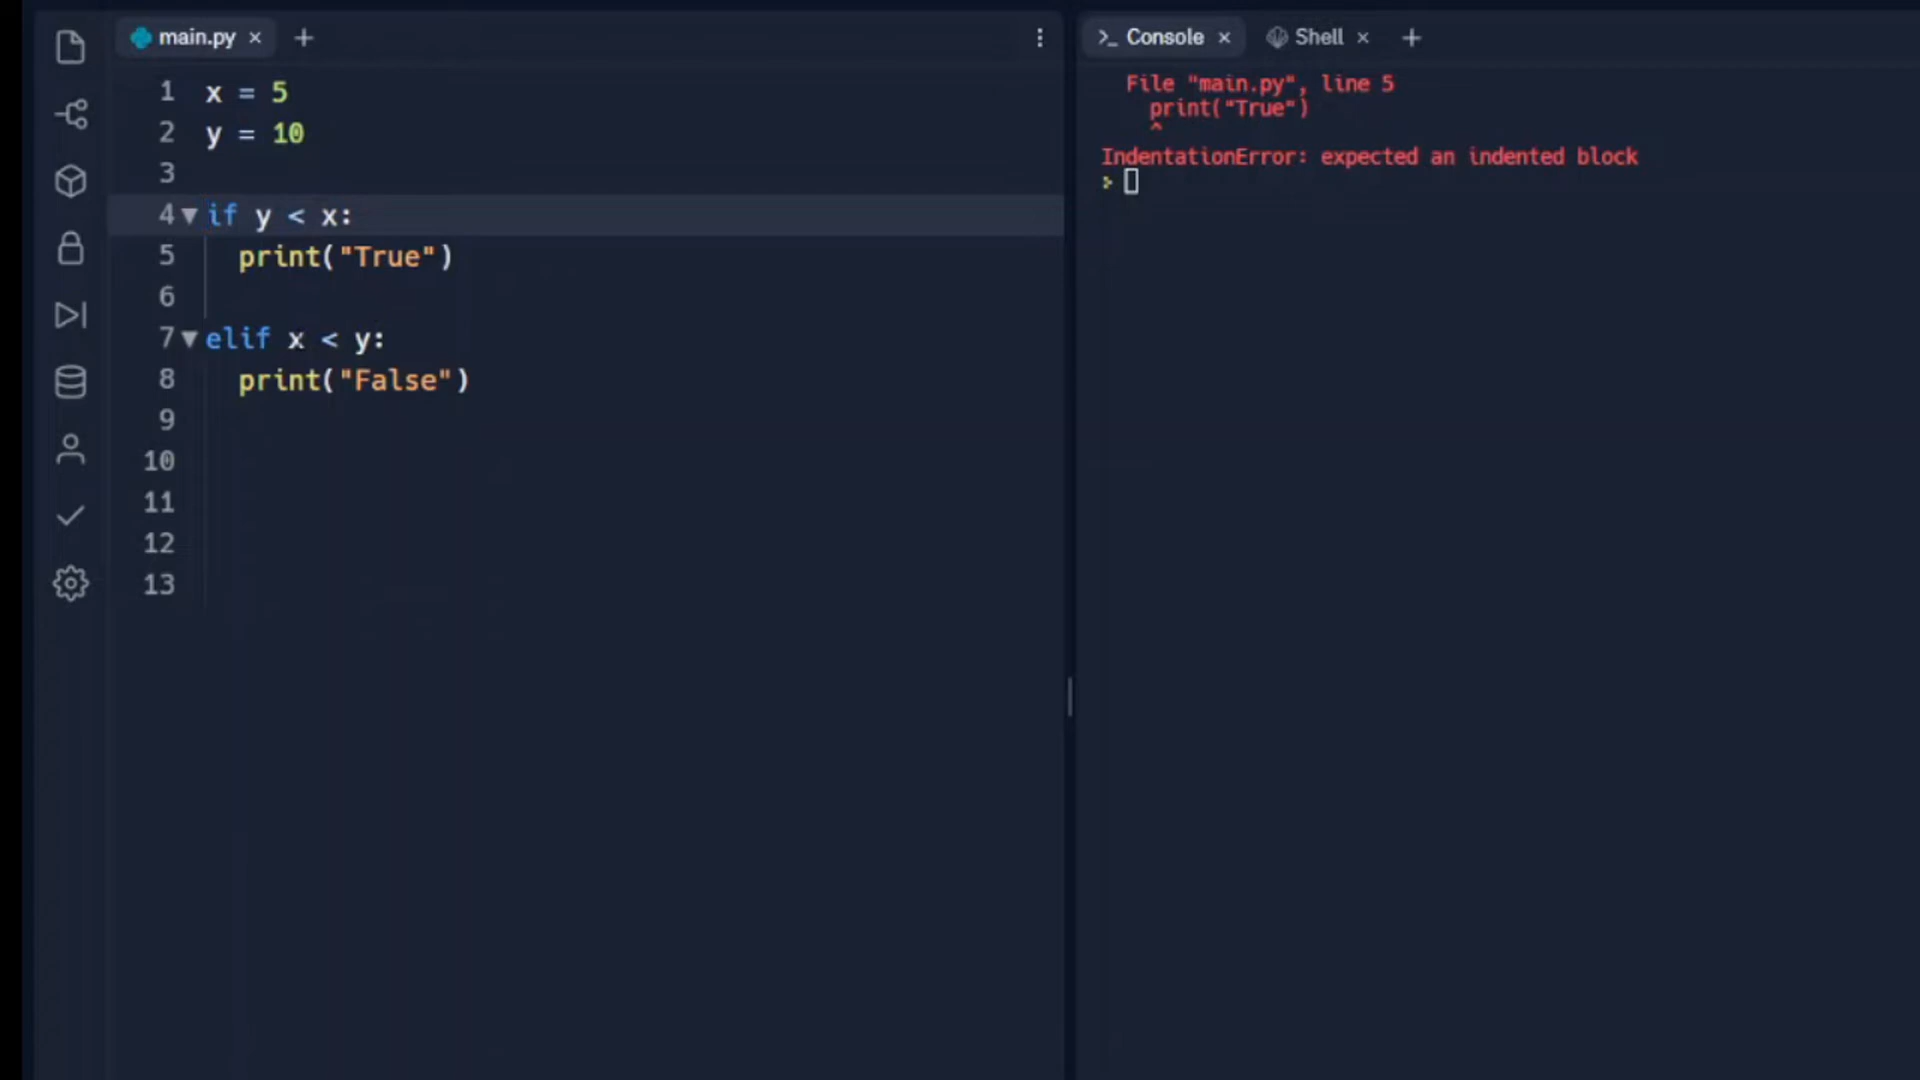 main.py × +
1 x = 5
2 y = 10
3
4 if y < x:
5 print("True")
6
7 elif x < y:
8 print("False")
9
10
11
12
13
>_ Console × Shell × +
File "main.py", line 5
print("True")
^
IndentationError: expected an indented block